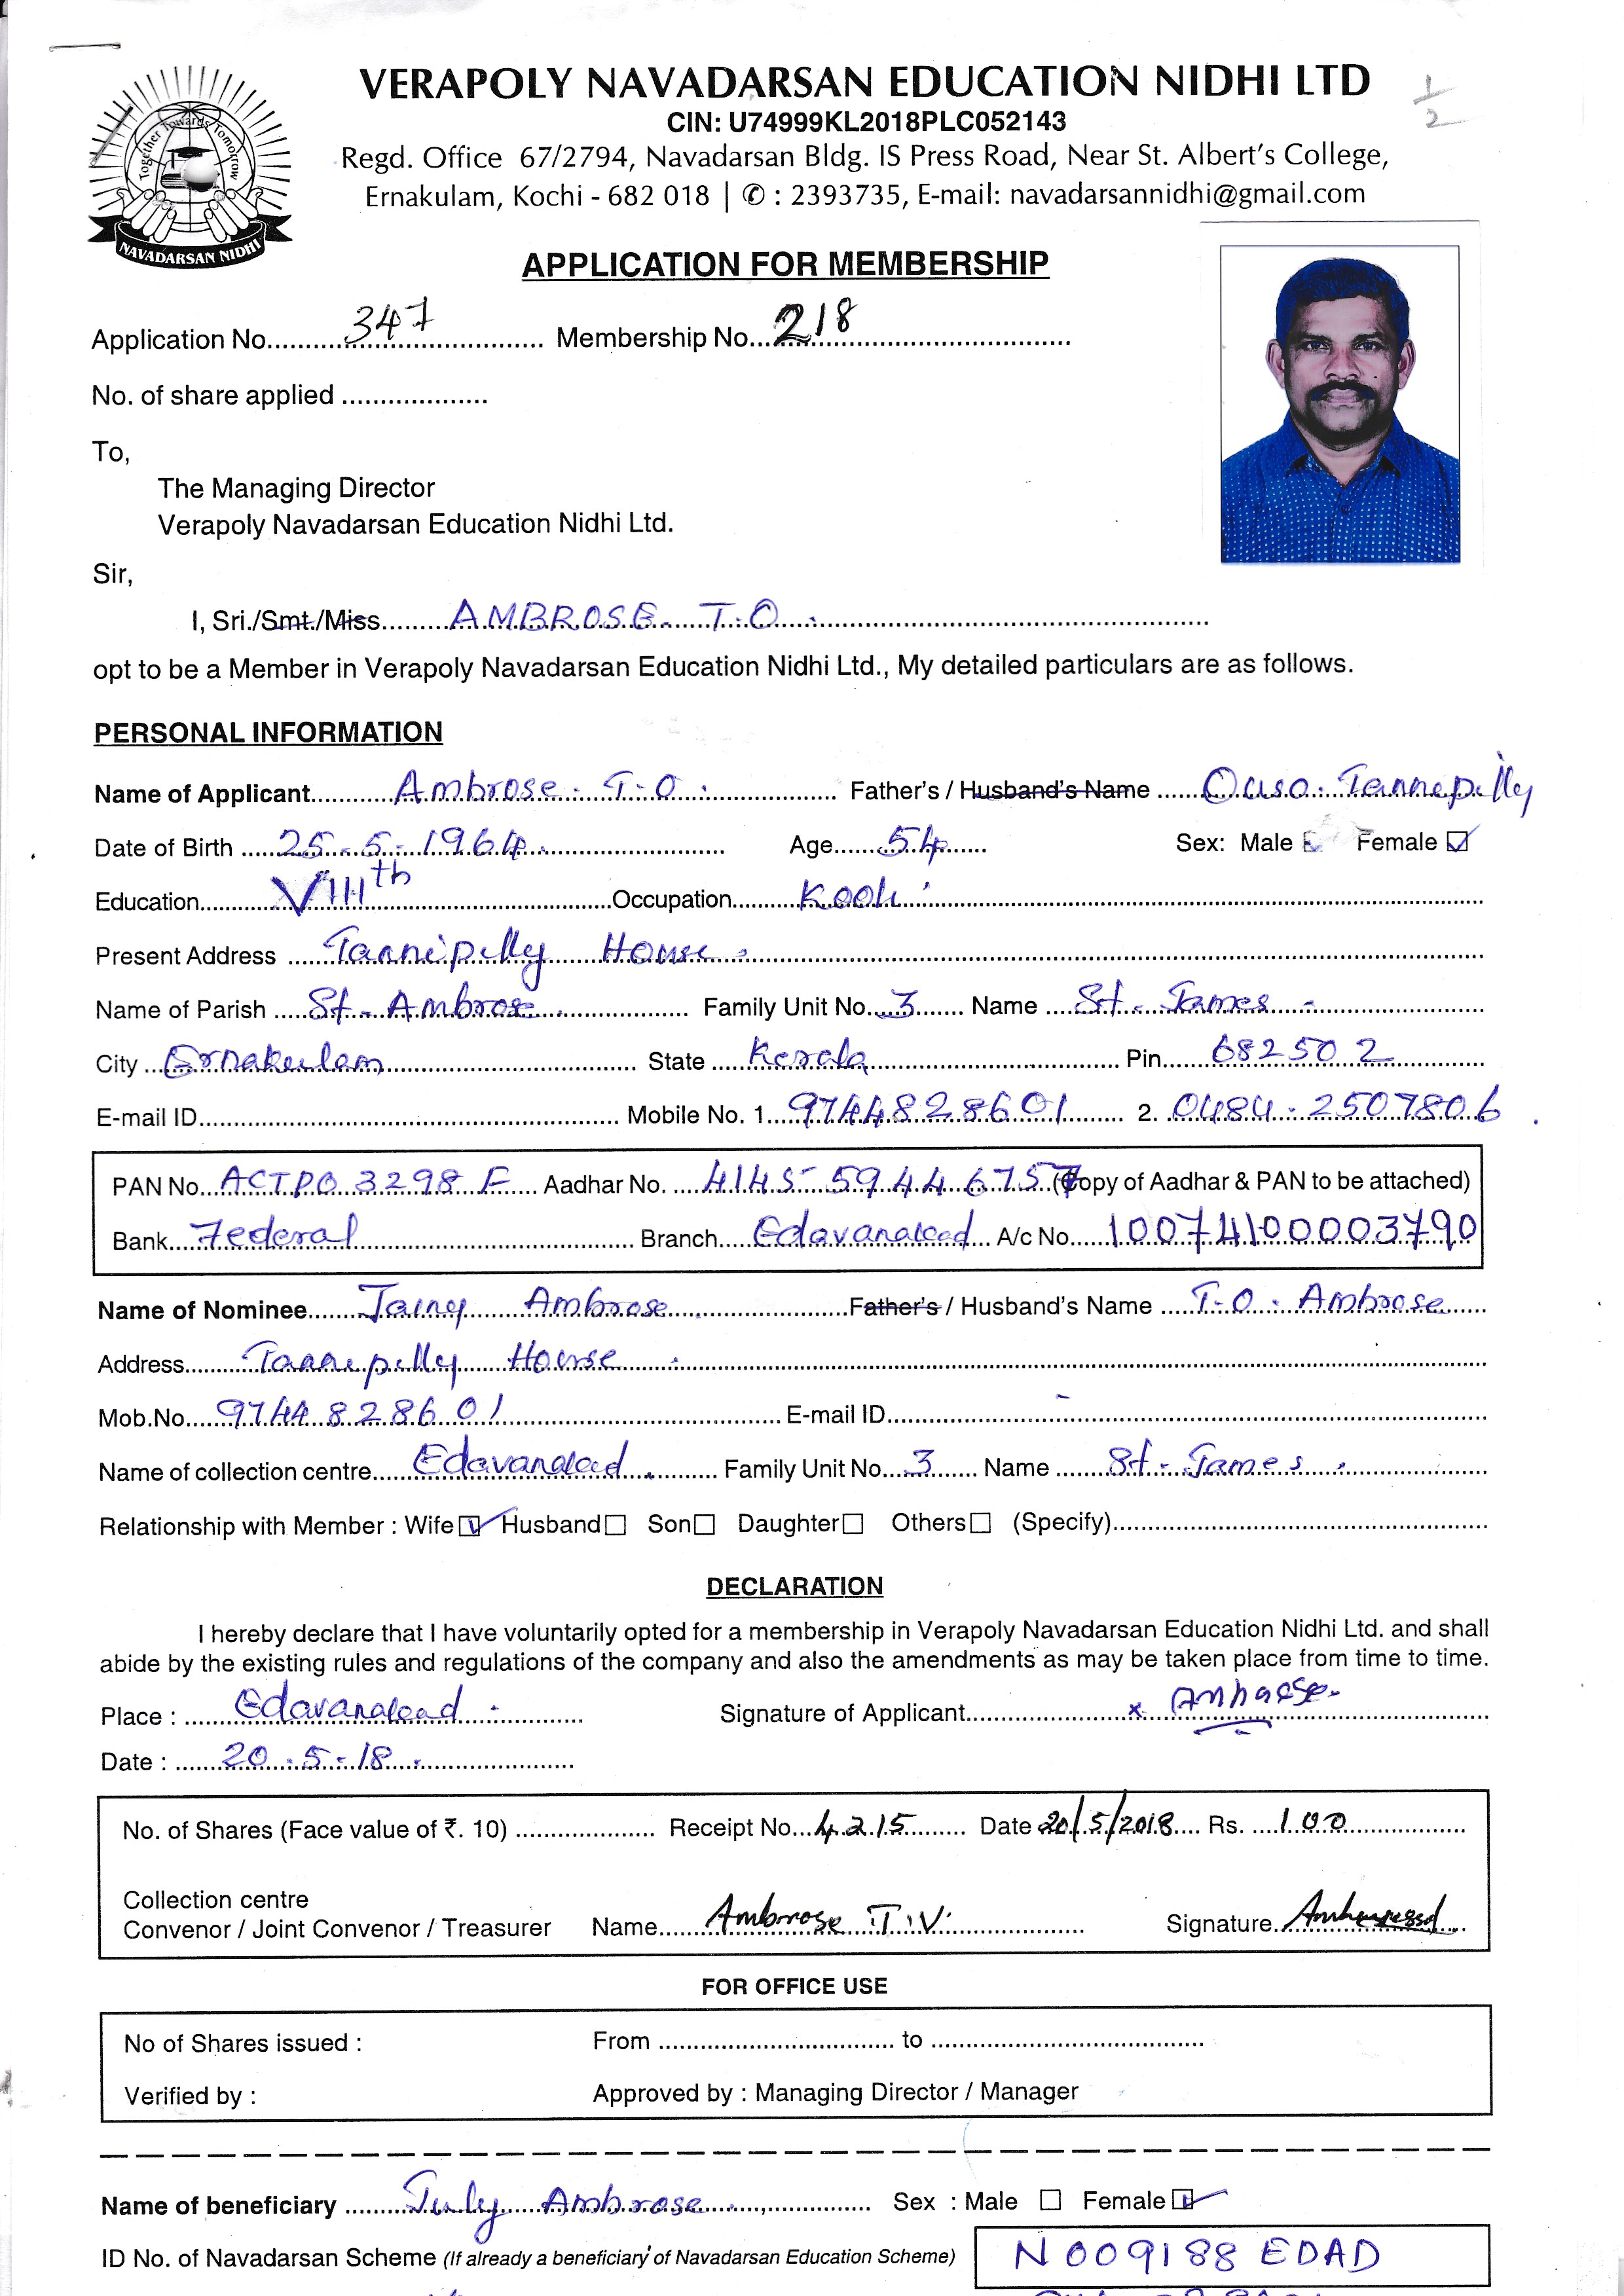 VERAPOLY NAVADARSAN EDUCATION NIDHI LTD
CIN: U74999KL2018PLC052143
Regd. Office 67/2794, Navadarsan Bldg. IS Press Road, Near St. Albert's College,
Ernakulam, Kochi - 682 018 | ✆ : 2393735, E-mail: navadarsannidhi@gmail.com
1/2
Together Towards Tomorrow
NAVADARSAN NIDHI
APPLICATION FOR MEMBERSHIP
Application No. 347 Membership No. 218
No. of share applied
To,
The Managing Director
Verapoly Navadarsan Education Nidhi Ltd.
Sir,
I, Sri./Smt./Miss AMBROSE T.O.
opt to be a Member in Verapoly Navadarsan Education Nidhi Ltd., My detailed particulars are as follows.
PERSONAL INFORMATION
Name of Applicant Ambrose. T.O. Father's / Husband's Name Ouso. Tannepilly
Date of Birth 25-5-1964 Age 54 Sex: Male Female
Education VIIIth Occupation Kooli
Present Address Tannipilly House
Name of Parish St. Ambrose Family Unit No. 3 Name St. James
City Ernakulam State Kerala Pin 682502
E-mail ID Mobile No. 1. 9744828601 2. 0484-2507806
PAN No. ACTPO 3298 F Aadhar No. 4145 5944 6757 (Copy of Aadhar & PAN to be attached)
Bank Federal Branch Edavanakad A/c No. 10074100003790
Name of Nominee Jainy Ambrose Father's / Husband's Name T.O. Ambrose
Address Tannipilly House
Mob.No. 9744828601 E-mail ID -
Name of collection centre Edavanakad Family Unit No. 3 Name St. James
Relationship with Member : Wife Husband Son Daughter Others (Specify)
DECLARATION
I hereby declare that I have voluntarily opted for a membership in Verapoly Navadarsan Education Nidhi Ltd. and shall
abide by the existing rules and regulations of the company and also the amendments as may be taken place from time to time.
Place : Edavanakad Signature of Applicant x Ambrose
Date : 20-5-18
No. of Shares (Face value of ₹. 10) Receipt No. 4215 Date 20/5/2018 Rs. 100
Collection centre
Convenor / Joint Convenor / Treasurer Name Ambrose T.V. Signature
FOR OFFICE USE
No of Shares issued : From to
Verified by : Approved by : Managing Director / Manager
Name of beneficiary July Ambrose Sex : Male Female
ID No. of Navadarsan Scheme (If already a beneficiary of Navadarsan Education Scheme) N009188 EDAD